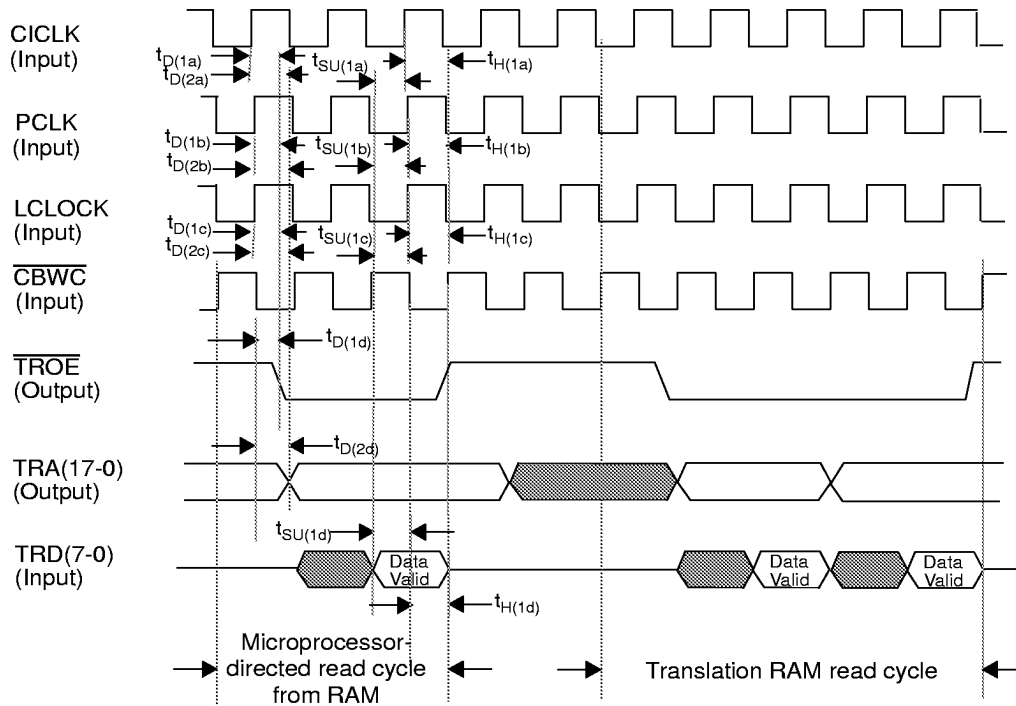 CICLK
(Input)
tD(1a)
tD(2a)
tSU(1a)
tH(1a)
PCLK
(Input)
tD(1b)
tD(2b)
tSU(1b)
tH(1b)
LCLOCK
(Input)
tD(1c)
tD(2c)
tSU(1c)
tH(1c)
CBWC
(Input)
tD(1d)
TROE
(Output)
tD(2d)
TRA(17-0)
(Output)
tSU(1d)
TRD(7-0)
(Input)
Data
Valid
Data
Valid
Data
Valid
tH(1d)
Microprocessor-
directed read cycle
from RAM
Translation RAM read cycle